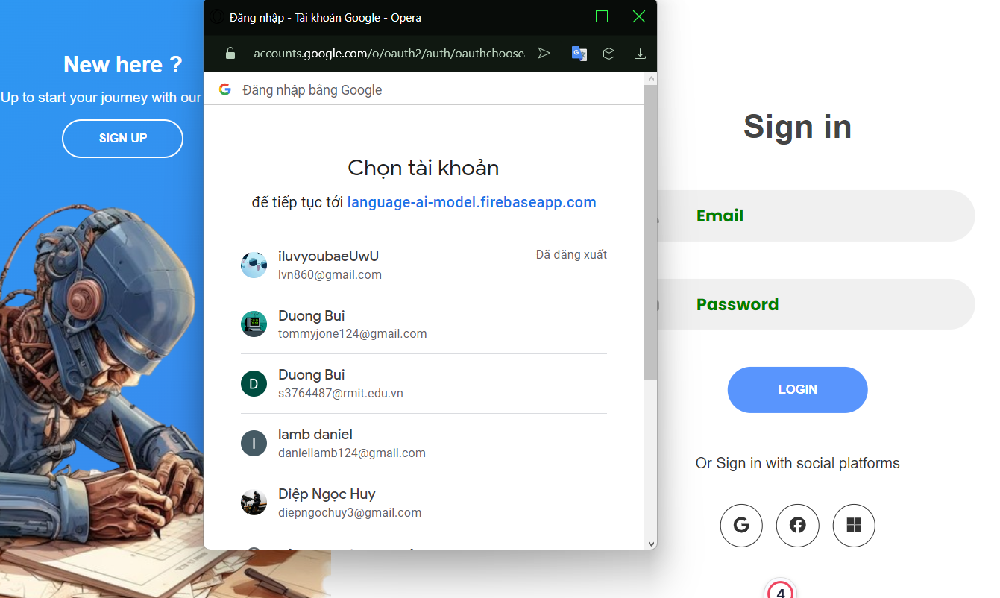 Đăng nhập - Tài khoản Google - Opera
accounts.google.com/o/oauth2/auth/oauthchoose
Đăng nhập bằng Google
Chọn tài khoản
để tiếp tục tới language-ai-model.firebaseapp.com
iluvyoubaeUwU
Đã đăng xuất
lvn860@gmail.com
Duong Bui
tommyjone124@gmail.com
D
Duong Bui
s3764487@rmit.edu.vn
l
lamb daniel
daniellamb124@gmail.com
Diệp Ngọc Huy
diepngochuy3@gmail.com
New here ?
Up to start your journey with our
SIGN UP
Sign in
Email
Password
LOGIN
Or Sign in with social platforms
4